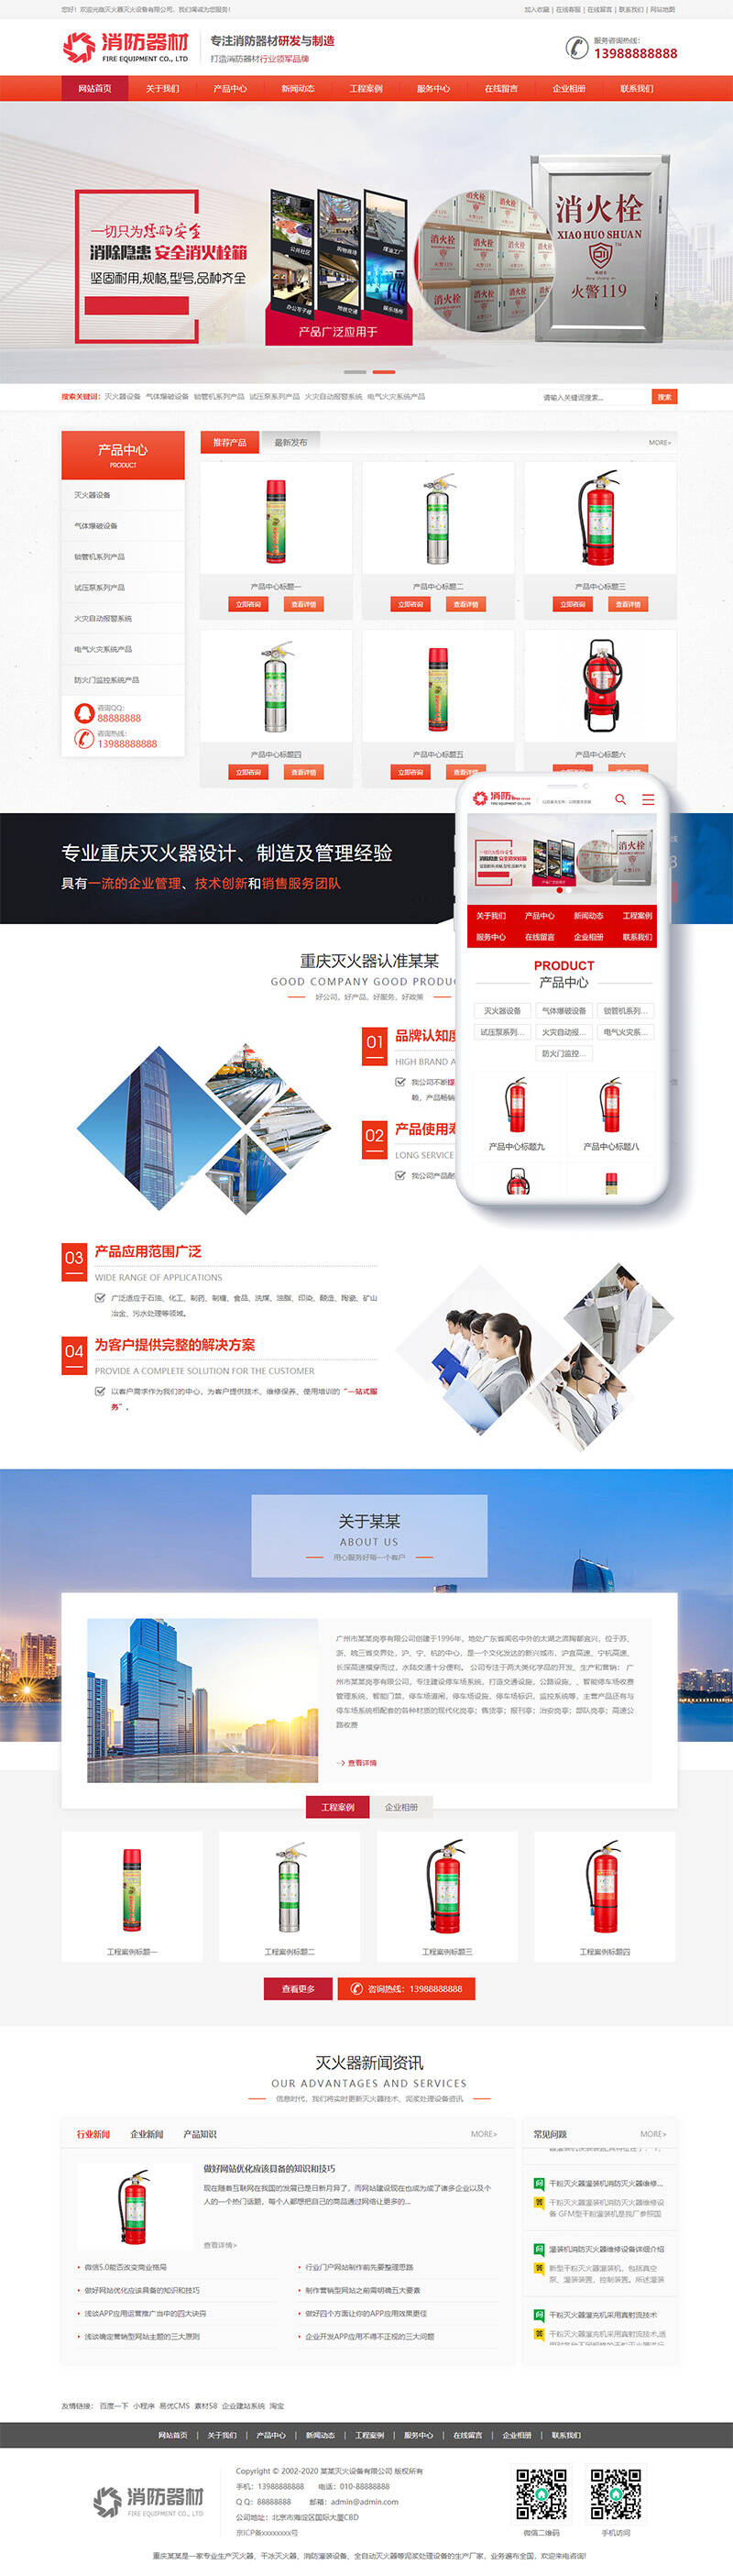 您好！欢迎光临灭火器灭火设备有限公司，我们竭诚为您服务！
加入收藏 | 在线客服 | 在线留言 | 联系我们 | 网站地图
消防器材
FIRE EQUIPMENT CO., LTD
专注消防器材研发与制造
打造消防器材行业领军品牌
服务咨询热线：
13988888888
网站首页 关于我们 产品中心 新闻动态 工程案例 服务中心 在线留言 企业相册 联系我们
一切只为您的安全
消除隐患 安全消火栓箱
坚固耐用,规格,型号,品种齐全
公共社区 购物商场 煤油工厂
办公写字楼 地铁交通 娱乐场所
产品广泛应用于
消火栓
XIAO HUO SHUAN
火警119
搜索关键词： 灭火器设备 气体爆破设备 锁管机系列产品 试压泵系列产品 火灾自动报警系统 电气火灾系统产品
请输入关键词搜索...
搜索
产品中心
PRODUCT
灭火器设备
气体爆破设备
锁管机系列产品
试压泵系列产品
火灾自动报警系统
电气火灾系统产品
防火门监控系统产品
咨询QQ：
88888888
咨询热线：
13988888888
推荐产品 最新发布 MORE>
产品中心标题一 产品中心标题二 产品中心标题三
立即咨询 查看详情 立即咨询 查看详情 立即咨询 查看详情
产品中心标题四 产品中心标题五 产品中心标题六
立即咨询 查看详情 立即咨询 查看详情
专业重庆灭火器设计、制造及管理经验
具有一流的企业管理、技术创新和销售服务团队
重庆灭火器认准某某
GOOD COMPANY GOOD PRODU
好公司，好产品，好服务，好政策
01
品牌认知度
HIGH BRAND A
我公司不断
赖，产品畅销
02
产品使用寿
LONG SERVICE
我公司产品耐
消防
关于我们 产品中心 新闻动态 工程案例
服务中心 在线留言 企业相册 联系我们
PRODUCT
产品中心
灭火器设备 气体爆破设备 锁管机系列...
试压泵系列... 火灾自动报... 电气火灾系...
防火门监控...
产品中心标题九 产品中心标题八
03
产品应用范围广泛
WIDE RANGE OF APPLICATIONS
广泛适应于石油、化工、制药、制糖、食品、洗煤、油脂、印染、酿造、陶瓷、矿山
冶金、污水处理等领域。
04
为客户提供完整的解决方案
PROVIDE A COMPLETE SOLUTION FOR THE CUSTOMER
以客户需求作为我们的中心，为客户提供技术、维修保养、使用培训的“一站式服
务”。
关于某某
ABOUT US
用心服务好每一个客户
广州市某某岗亭有限公司创建于1996年，地处广东省闻名中外的太湖之滨陶都宜兴，位于苏、
浙、皖三省交界处，沪、宁、杭的中心，是一个文化发达的新兴城市，沪宜高速、宁杭高速、
长深高速横穿而过，水陆交通十分便利。 公司专注于两大美化学品的开发、生产和营销： 广
州市某某岗亭有限公司，专注建设停车场系统，打造交通设施，公路设施，，智能停车场收费
管理系统，智能门禁，停车场道闸，停车场设施，停车场标识，监控系统等，主营产品还有与
停车场系统相配套的各种材质的现代化岗亭；售货亭；报刊亭；治安岗亭；部队岗亭；高速公
路收费
查看详情
工程案例 企业相册
工程案例标题一 工程案例标题二 工程案例标题三 工程案例标题四
查看更多 咨询热线：13988888888
灭火器新闻资讯
OUR ADVANTAGES AND SERVICES
信息时代，我们将实时更新灭火器技术、泥浆处理设备资讯
行业新闻 企业新闻 产品知识 MORE>
做好网站优化应该具备的知识和技巧
现在随着互联网在我国的发展已是日新月异了，而网站建设现在也成为成了诸多企业以及个
人的一个热门话题，每个人都想把自己的商品通过网络让更多的...
查看详情>
微信5.0能否改变商业格局 行业门户网站制作前先要整理思路
做好网站优化应该具备的知识和技巧 制作营销型网站之前需明确五大要素
浅谈APP应用运营推广当中的四大诀窍 做好四个方面让你的APP应用效果更佳
浅谈确定营销型网站主题的三大原则 企业开发APP应用不得不正视的三大问题
常见问题 MORE>
问 干粉灭火器灌装机消防灭火器维修...
答 干粉灭火器灌装机消防灭火器维修设
备 GFM型干粉灌装机是我厂参照国
问 灌装机消防灭火器维修设备详细介绍
答 新型干粉灭火器灌装机，包括真空
泵、灌装装置、控制装置。所述灌装
问 干粉灭火器灌充机采用真射流技术
答 干粉灭火器灌充机采用真射流技术,适
友情链接： 百度一下 小程序 易优CMS 素材58 企业建站系统 淘宝
网站首页 | 关于我们 | 产品中心 | 新闻动态 | 工程案例 | 服务中心 | 在线留言 | 企业相册 | 联系我们
消防器材
FIRE EQUIPMENT CO., LTD
Copyright © 2002-2020 某某灭火设备有限公司 版权所有
手机：13988888888 电话：010-88888888
Q Q：88888888 邮箱：admin@admin.com
公司地址：北京市海淀区国际大厦CBD
京ICP备xxxxxxxx号
微信二维码 手机访问
重庆某某是一家专业生产灭火器，干冰灭火器，消防灌装设备，全自动灭火器等泥浆处理设备的生产厂家，业务遍布全国，欢迎来电咨询！